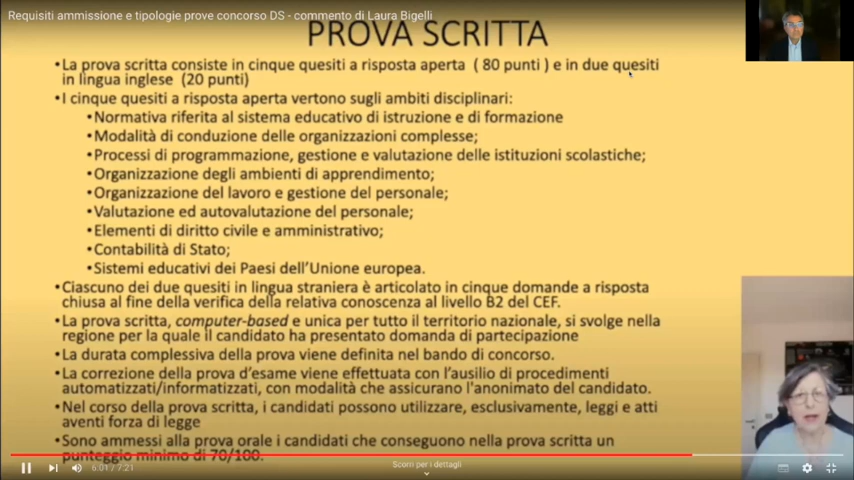 Requisiti ammissione e tipologie prove concorso DS - commento di Laura Bigelli
PROVA SCRITTA
•La prova scritta consiste in cinque quesiti a risposta aperta ( 80 punti ) e in due quesiti
in lingua inglese (20 punti)
•I cinque quesiti a risposta aperta vertono sugli ambiti disciplinari:
•Normativa riferita al sistema educativo di istruzione e di formazione
•Modalità di conduzione delle organizzazioni complesse;
•Processi di programmazione, gestione e valutazione delle istituzioni scolastiche;
•Organizzazione degli ambienti di apprendimento;
•Organizzazione del lavoro e gestione del personale;
•Valutazione ed autovalutazione del personale;
•Elementi di diritto civile e amministrativo;
•Contabilità di Stato;
•Sistemi educativi dei Paesi dell'Unione europea.
•Ciascuno dei due quesiti in lingua straniera è articolato in cinque domande a risposta
chiusa al fine della verifica della relativa conoscenza al livello B2 del CEF.
•La prova scritta, computer-based e unica per tutto il territorio nazionale, si svolge nella
regione per la quale il candidato ha presentato domanda di partecipazione
•La durata complessiva della prova viene definita nel bando di concorso.
•La correzione della prova d'esame viene effettuata con l'ausilio di procedimenti
automatizzati/informatizzati, con modalità che assicurano l'anonimato del candidato.
•Nel corso della prova scritta, i candidati possono utilizzare, esclusivamente, leggi e atti
aventi forza di legge
•Sono ammessi alla prova orale i candidati che conseguono nella prova scritta un
punteggio minimo di 70/100.
6:01 / 7:21
Scorri per i dettagli